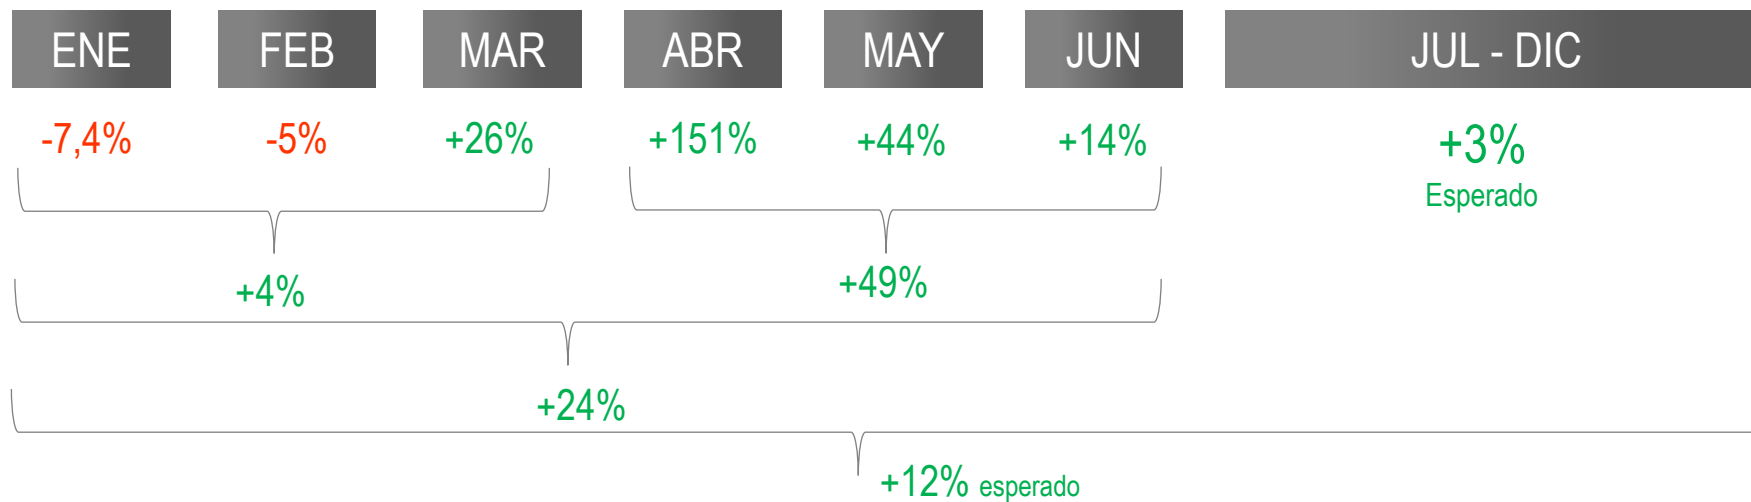 ENE FEB MAR ABR MAY JUN JUL - DIC
-7,4% -5% +26% +151% +44% +14% +3%
Esperado
+4% +49%
+24%
+12% esperado